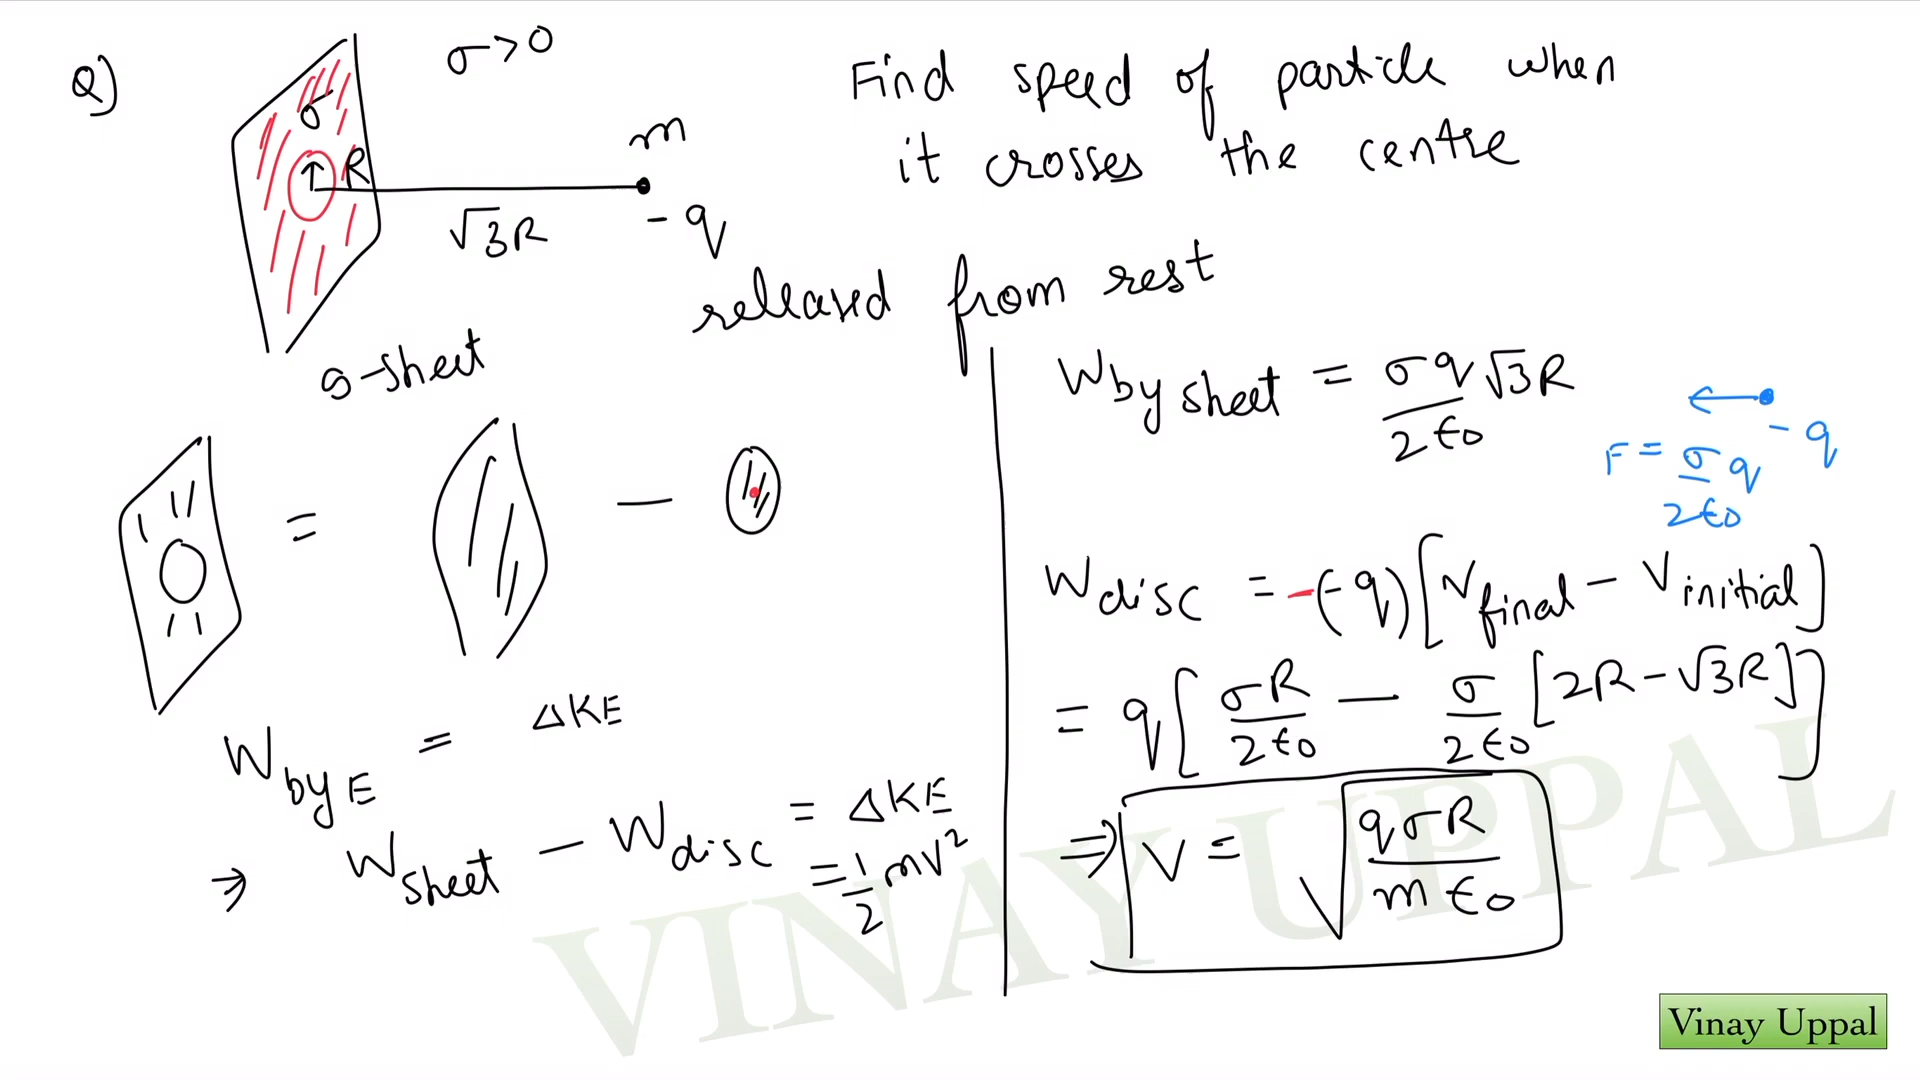 Q)
σ > 0
σ
R
m
√3R
- q
Find speed of particle when
it crosses the centre
released from rest
∞-sheet
= −
W by E = ΔKE
⇒ W sheet − W disc = ΔKE
= 1/2 mv²
W by sheet = σq/2ε₀ √3R
- q
F = σ/2ε₀ q
W disc = -(-q)[V final − V initial]
= q[σR/2ε₀ − σ/2ε₀ [2R − √3R]]
⇒ V = √(qσR/mε₀)
VINAY UPPAL
Vinay Uppal